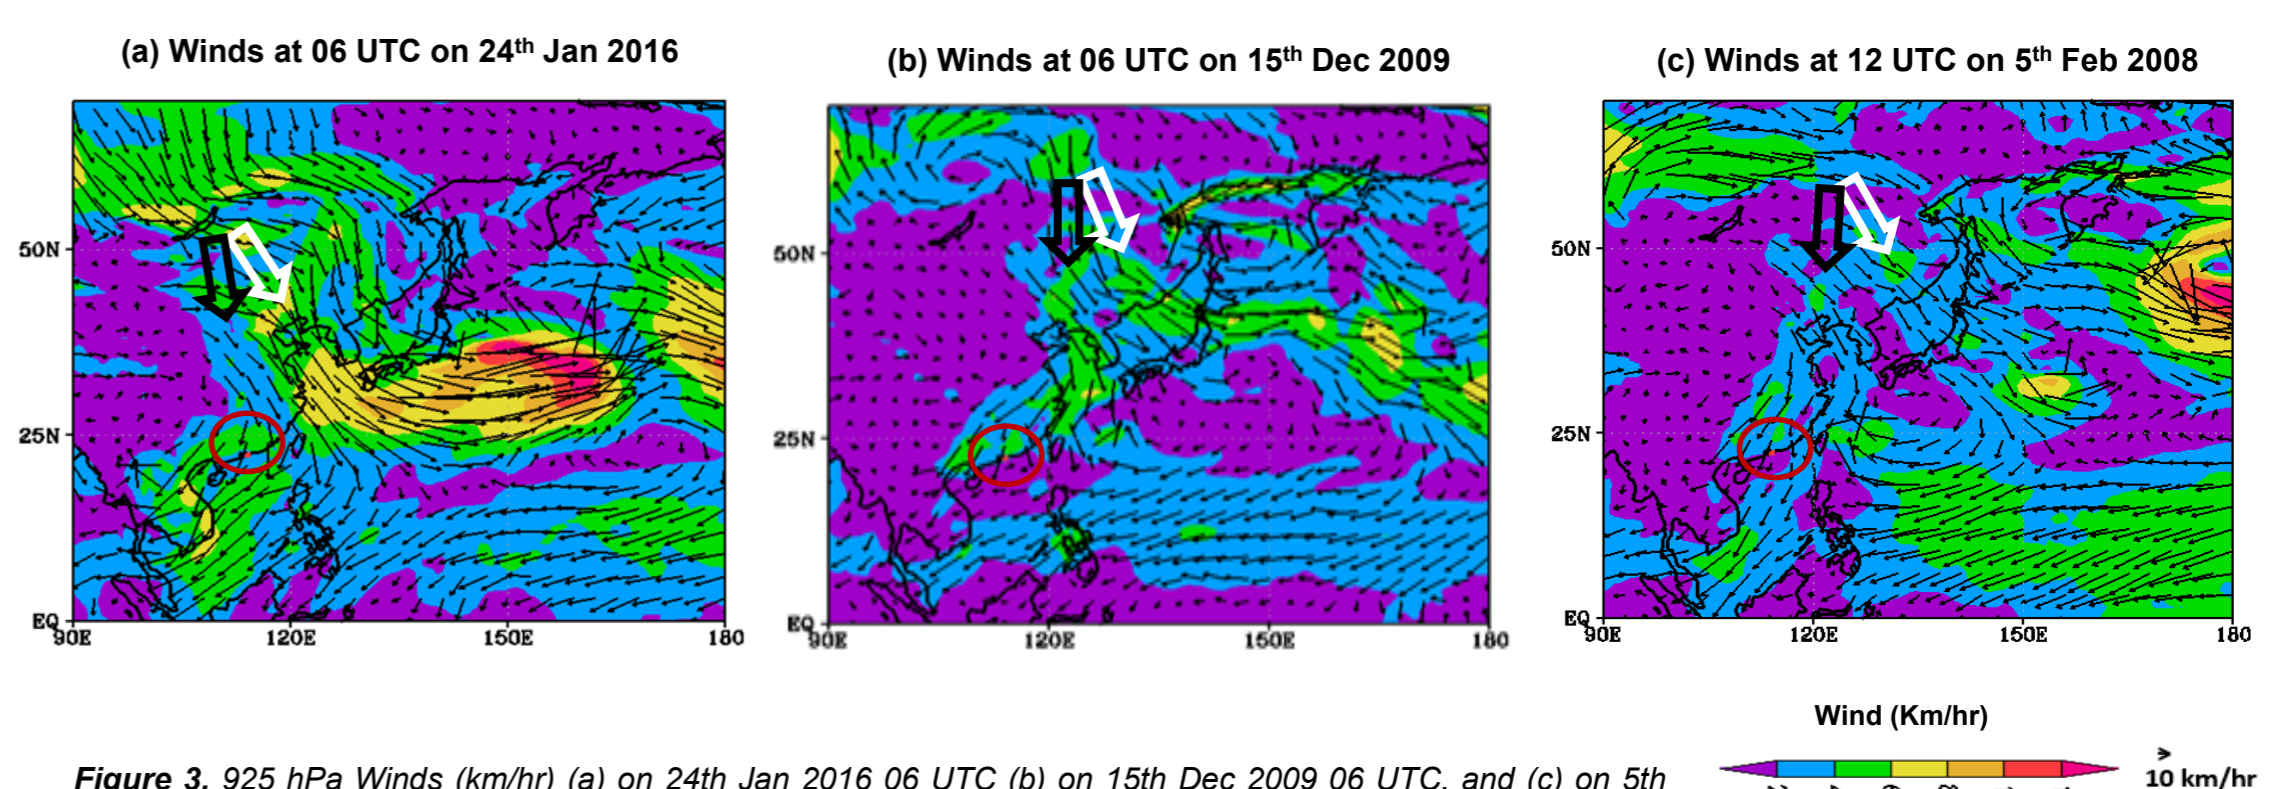 (a) Winds at 06 UTC on 24th Jan 2016
(b) Winds at 06 UTC on 15th Dec 2009
(c) Winds at 12 UTC on 5th Feb 2008
50N
25N
EQ
90E 120E 150E 180
50N
25N
EQ
90E 120E 150E 180
50N
25N
EQ
90E 120E 150E 180
Wind (Km/hr)
10 km/hr
Figure 3. 925 hPa Winds (km/hr) (a) on 24th Jan 2016 06 UTC (b) on 15th Dec 2009 06 UTC, and (c) on 5th